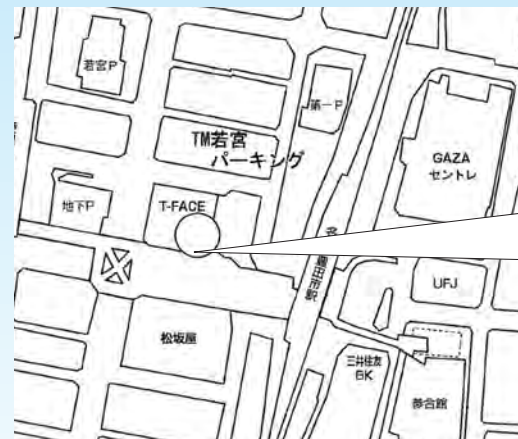 若宮P
第一P
TM若宮
パーキング
GAZA
セントレ
地下P
T-FACE
豊田市駅
UFJ
松坂屋
三井住友
BK
参合館